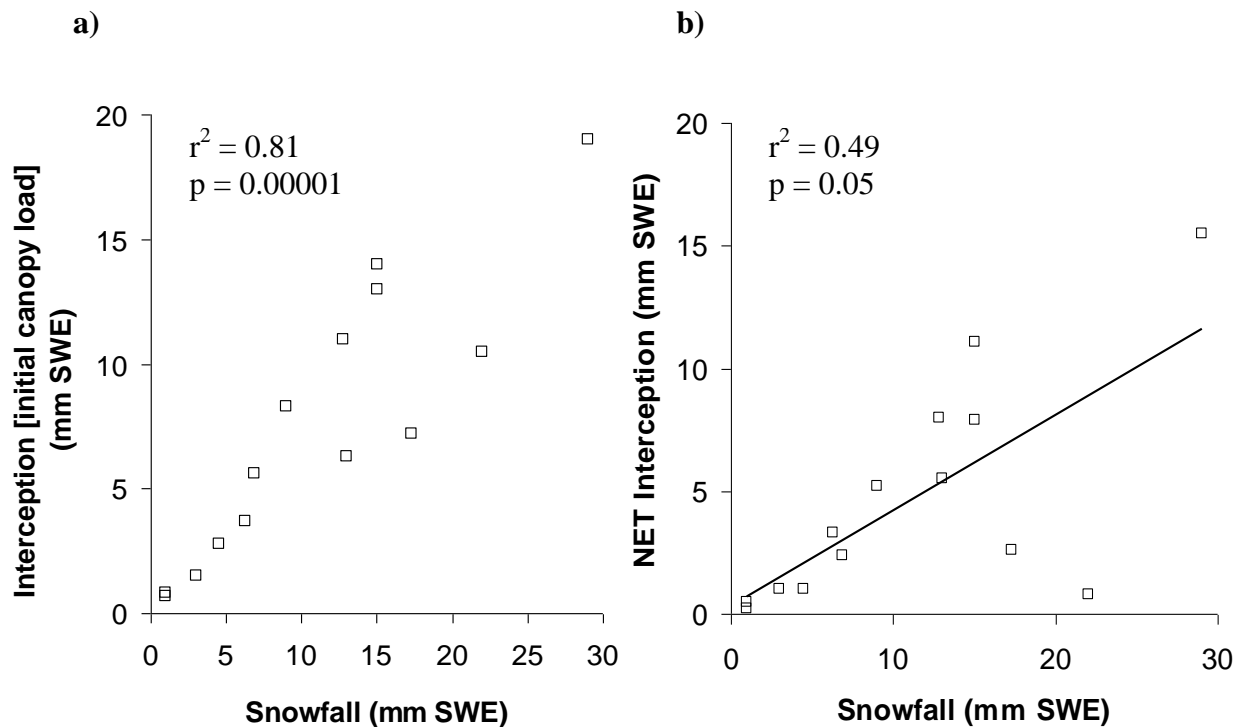 a)
r² = 0.81
p = 0.00001
Interception [initial canopy load]
(mm SWE)
20
15
10
5
0
0 5 10 15 20 25 30
Snowfall (mm SWE)
b)
r² = 0.49
p = 0.05
NET Interception (mm SWE)
20
15
10
5
0
0 10 20 30
Snowfall (mm SWE)